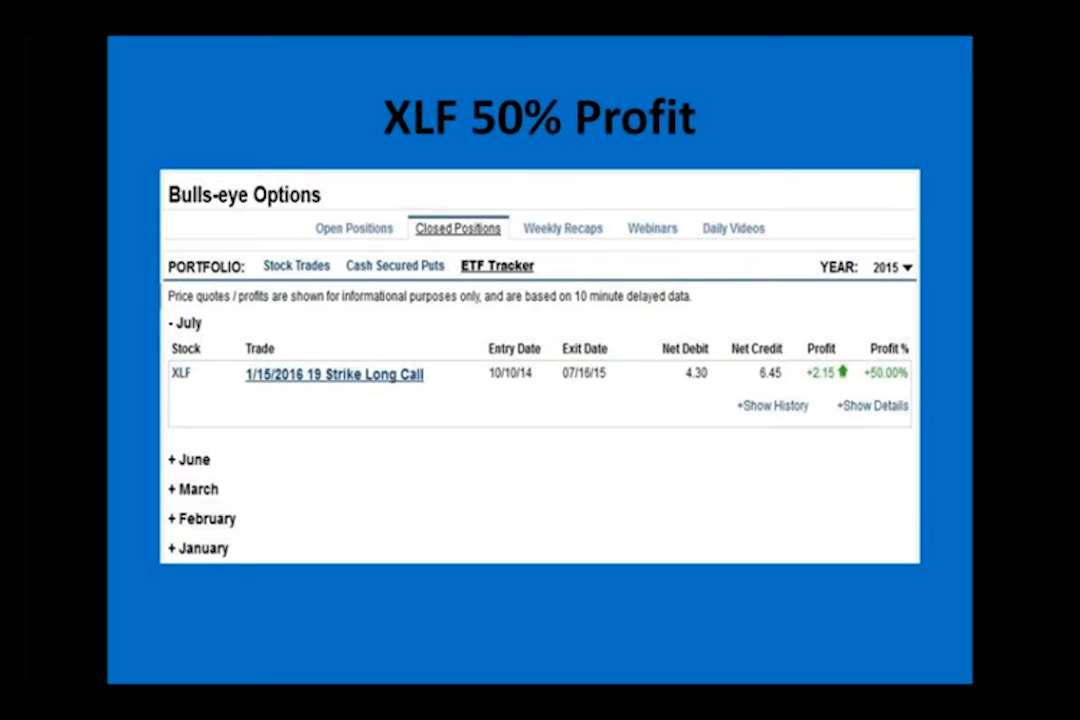 XLF 50% Profit
Bulls-eye Options
Open Positions Closed Positions Weekly Recaps Webinars Daily Videos
PORTFOLIO: Stock Trades Cash Secured Puts ETF Tracker YEAR: 2015
Price quotes / profits are shown for informational purposes only, and are based on 10 minute delayed data.
- July
Stock Trade Entry Date Exit Date Net Debit Net Credit Profit Profit %
XLF 1/15/2016 19 Strike Long Call 10/10/14 07/16/15 4.30 6.45 +2.15 +50.00%
+Show History +Show Details
+ June
+ March
+ February
+ January